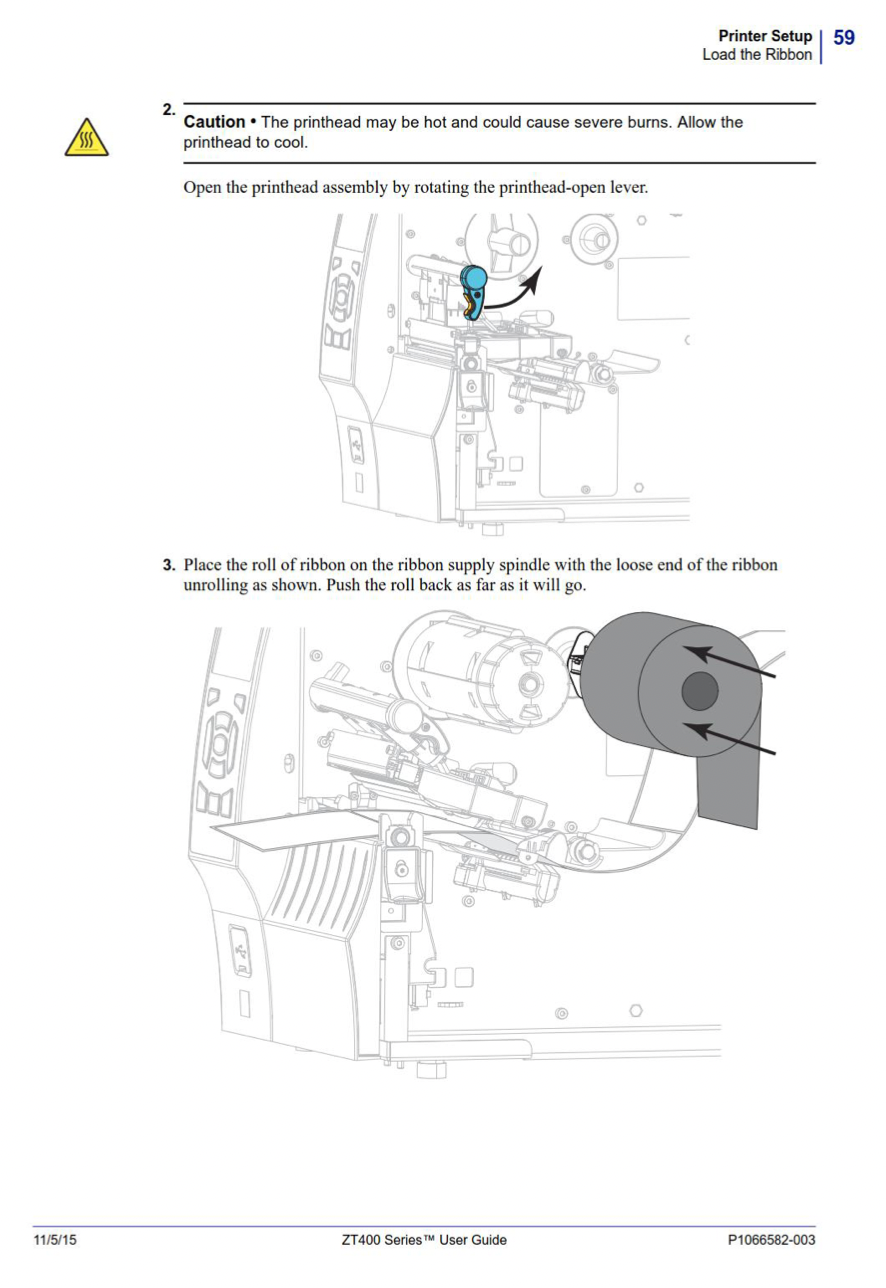 Printer Setup
Load the Ribbon
59
2.
Caution • The printhead may be hot and could cause severe burns. Allow the
printhead to cool.
Open the printhead assembly by rotating the printhead-open lever.
3. Place the roll of ribbon on the ribbon supply spindle with the loose end of the ribbon
unrolling as shown. Push the roll back as far as it will go.
11/5/15
ZT400 Series™ User Guide
P1066582-003